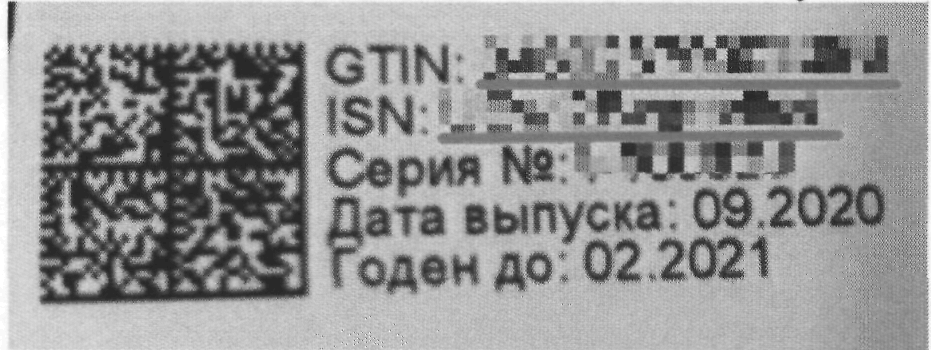 GTIN:
ISN:
Серия №:
Дата выпуска: 09.2020
Годен до: 02.2021